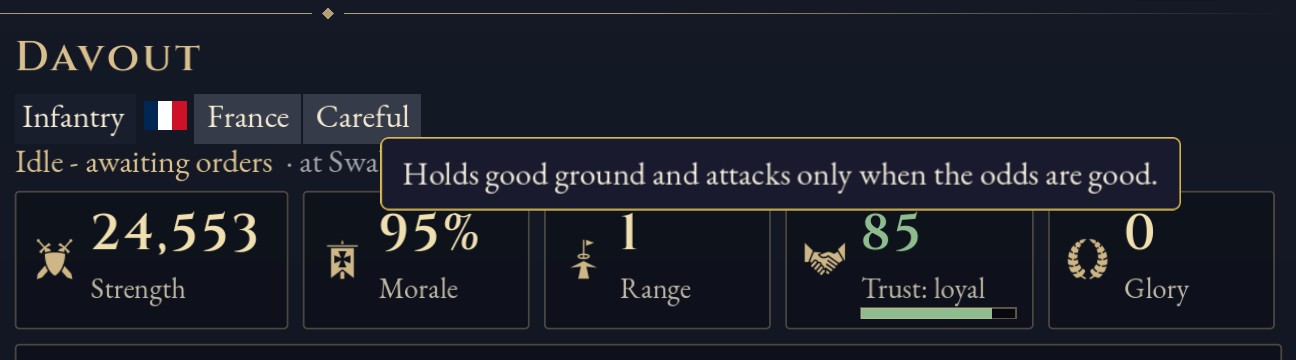 Davout
Infantry France Careful
Idle - awaiting orders · at Swa
Holds good ground and attacks only when the odds are good.
24,553 95% 1 85 0
Strength Morale Range Trust: loyal Glory